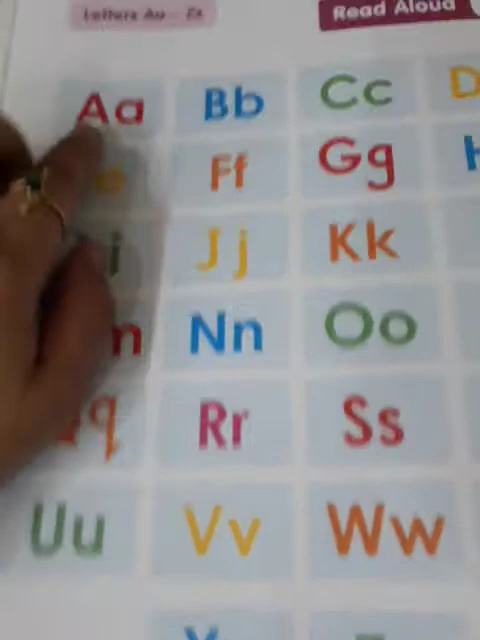 Letters Aa - Zz
Read Aloud
Aa Bb Cc D
e Ff Gg H
i Jj Kk
m Nn Oo
q Rr Ss
Uu Vv Ww